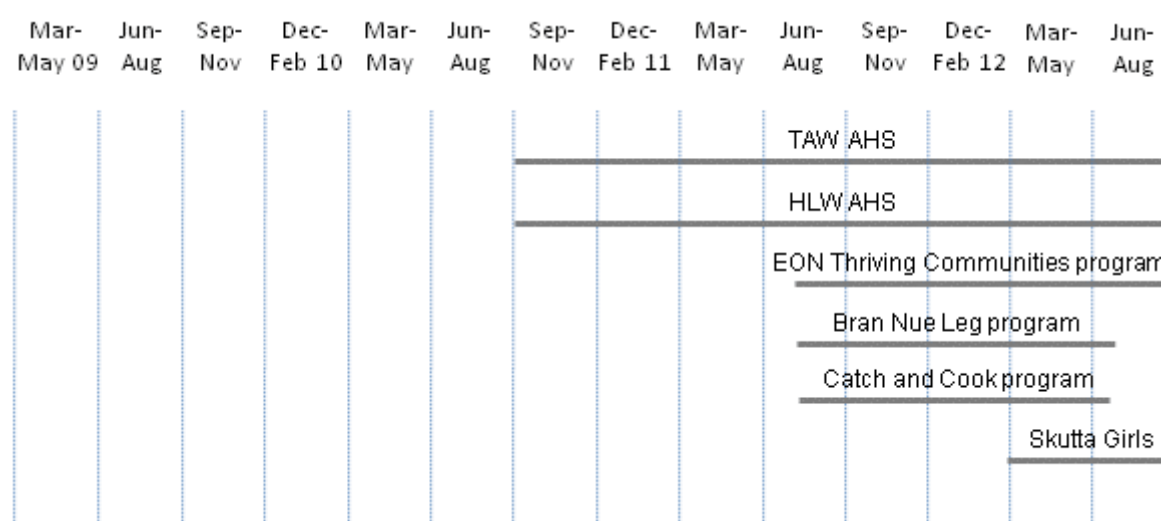 Mar- Jun- Sep- Dec- Mar- Jun- Sep- Dec- Mar- Jun- Sep- Dec- Mar- Jun-
May 09 Aug Nov Feb 10 May Aug Nov Feb 11 May Aug Nov Feb 12 May Aug
TAW AHS
HLW AHS
EON Thriving Communities program
Bran Nue Leg program
Catch and Cook program
Skutta Girls